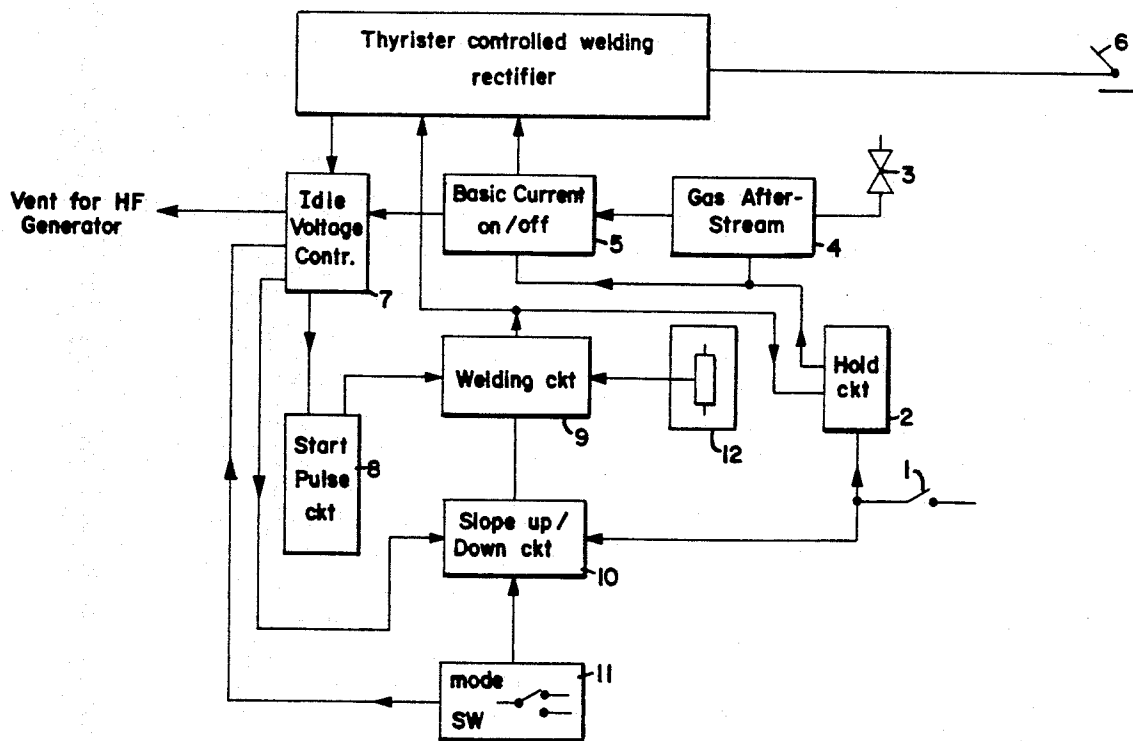 Thyrister controlled welding
rectifier
6
3
Vent for HF
Generator
Idle
Voltage
Contr.
7
Basic Current
on/off
5
Gas After-
Stream
4
Welding ckt
9
12
Hold
ckt
2
1
Start
Pulse
ckt
8
Slope up/
Down ckt
10
mode
SW
11